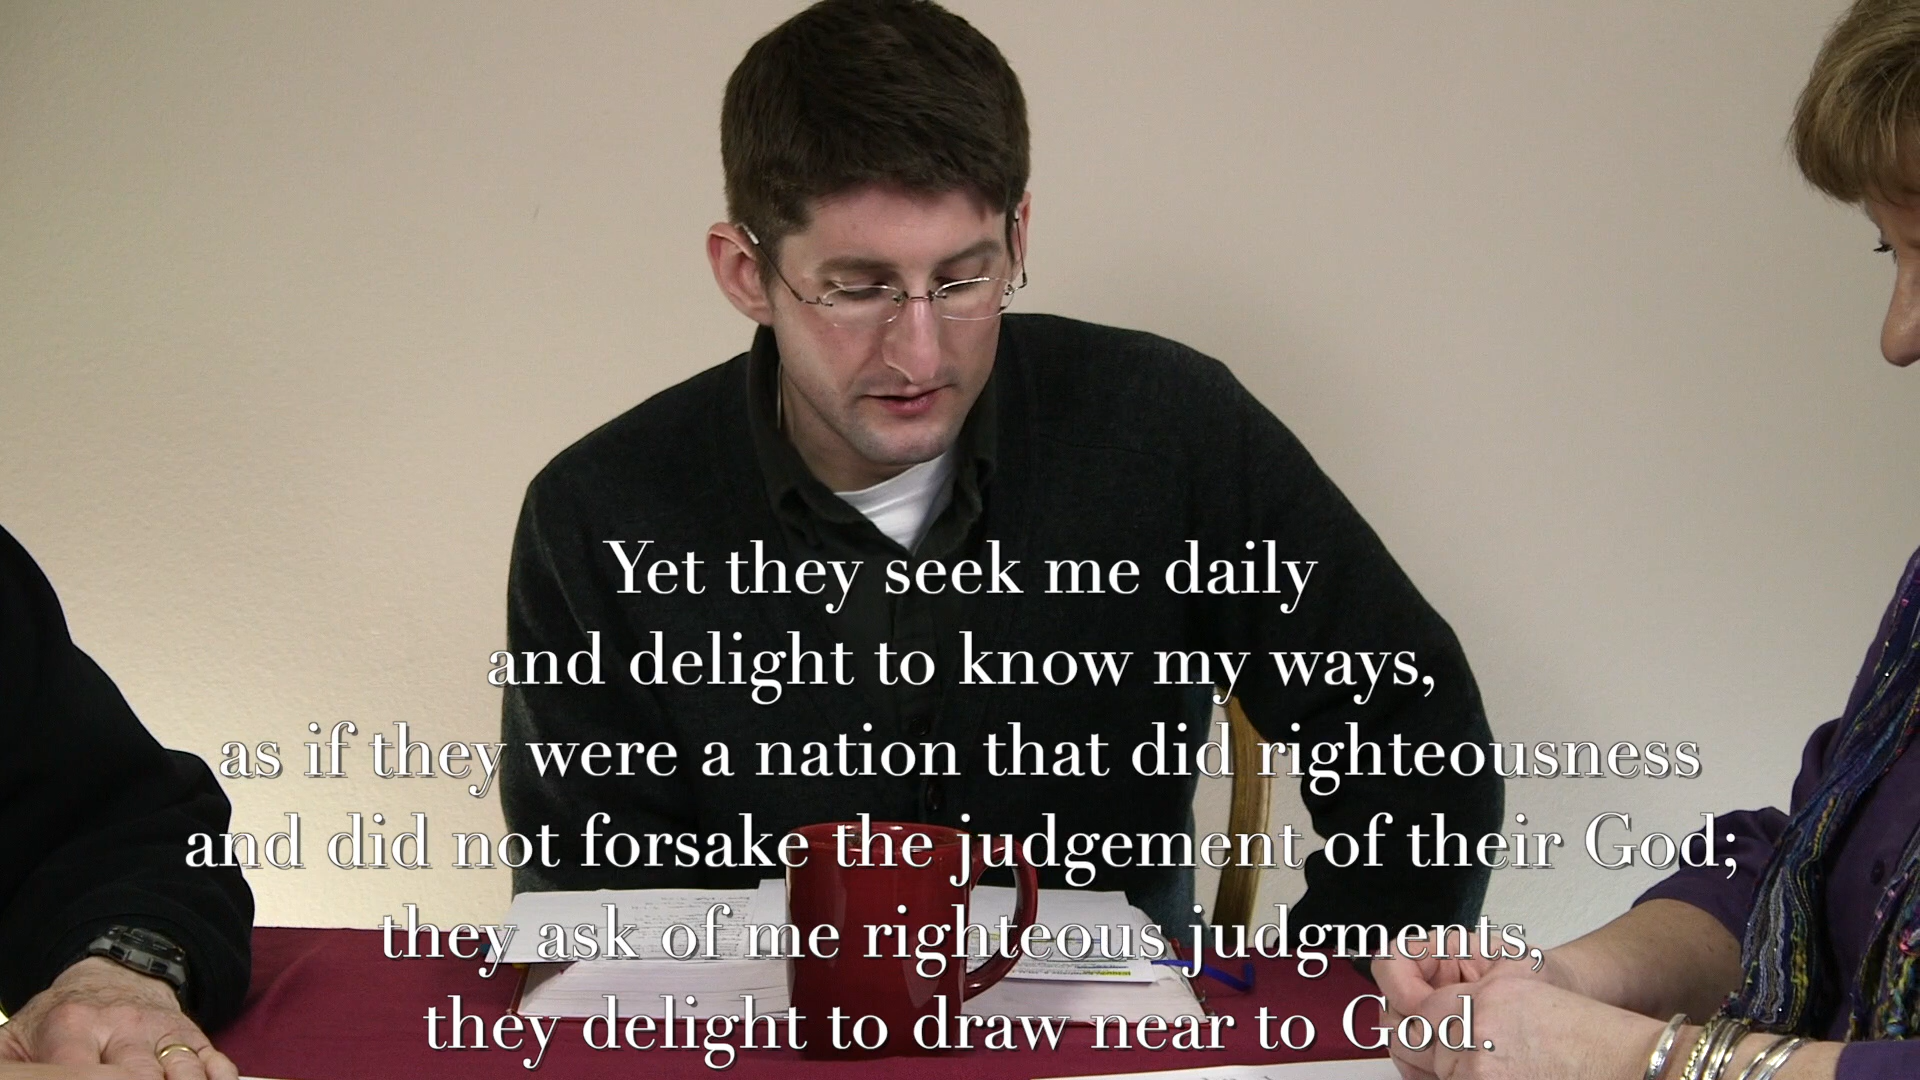 Yet they seek me daily
and delight to know my ways,
as if they were a nation that did righteousness
and did not forsake the judgement of their God;
they ask of me righteous judgments,
they delight to draw near to God.